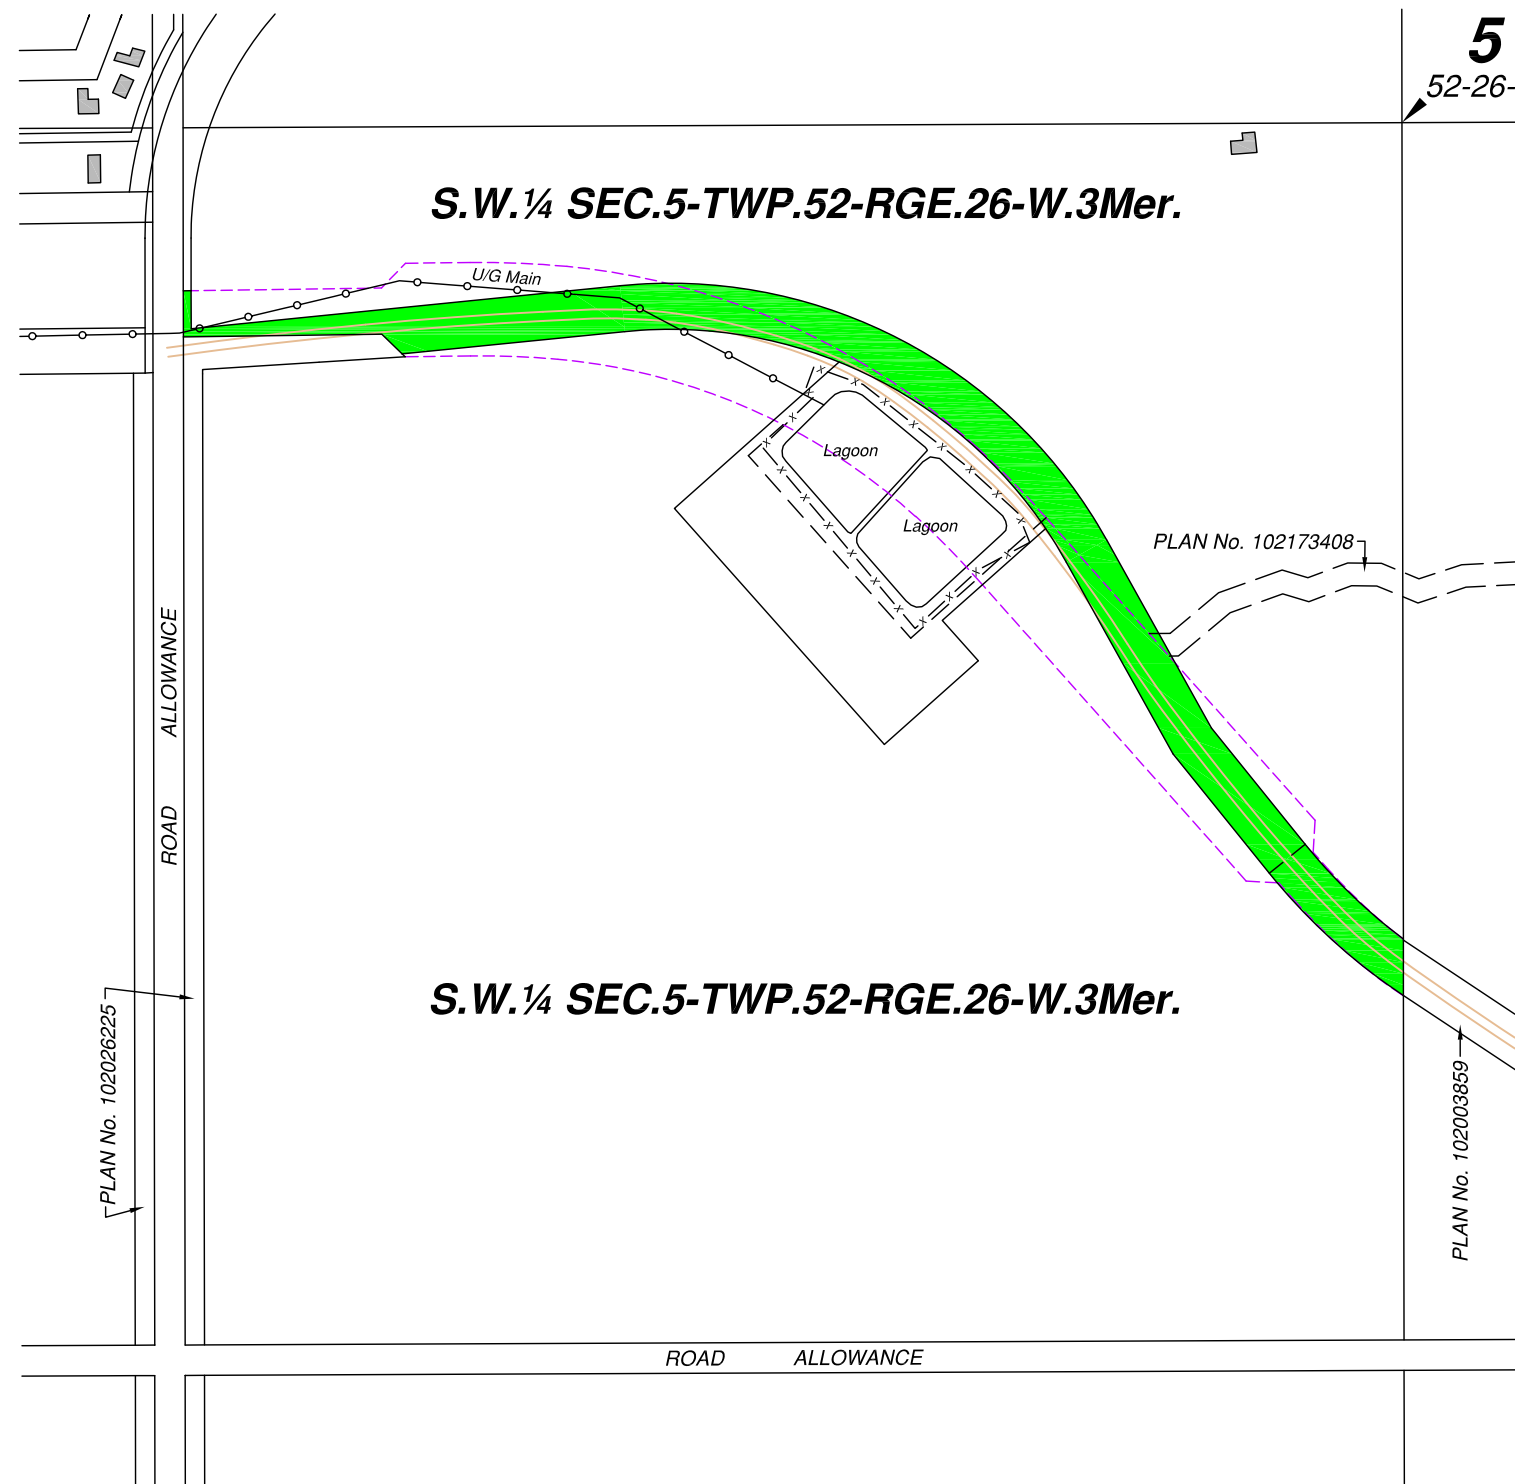 5
52-26-
S.W.¼ SEC.5-TWP.52-RGE.26-W.3Mer.
U/G Main
Lagoon
Lagoon
PLAN No. 102173408
ROAD ALLOWANCE
S.W.¼ SEC.5-TWP.52-RGE.26-W.3Mer.
PLAN No. 102026225
PLAN No. 102003859
ROAD ALLOWANCE